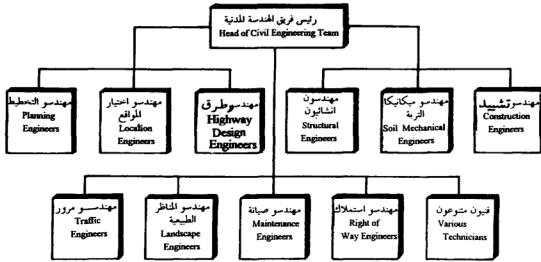 رئيس فريق الهندسة المدنية
Head of Civil Engineering Team
مهندسو التخطيط
Planning
Engineers
مهندسو اختيار
المواقع
Location
Engineers
مهندسو طرق
Highway
Design
Engineers
مهندسون
انشائيون
Structural
Engineers
مهندسو ميكانيكا
التربة
Soil Mechanical
Engineers
مهندسو تشييد
Construction
Engineers
مهندسو مرور
Traffic
Engineers
مهندسو المناظر
الطبيعية
Landscape
Engineers
مهندسو صيانة
Maintenance
Engineers
مهندسو استملاك
Right of
Way Engineers
فنيون متنوعون
Various
Technicians